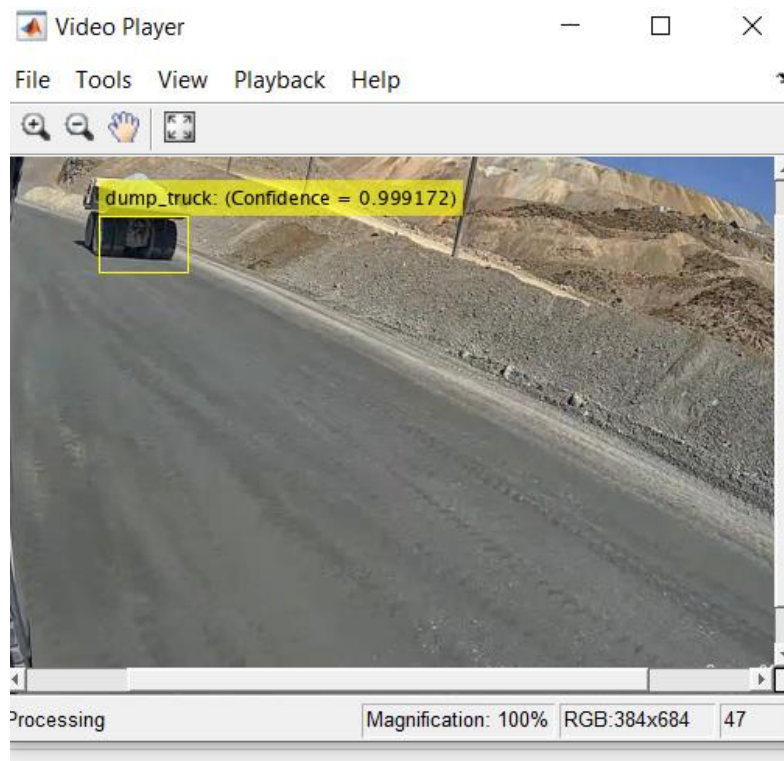 Video Player
File Tools View Playback Help
dump_truck: (Confidence = 0.999172)
Processing
Magnification: 100% RGB:384x684 47